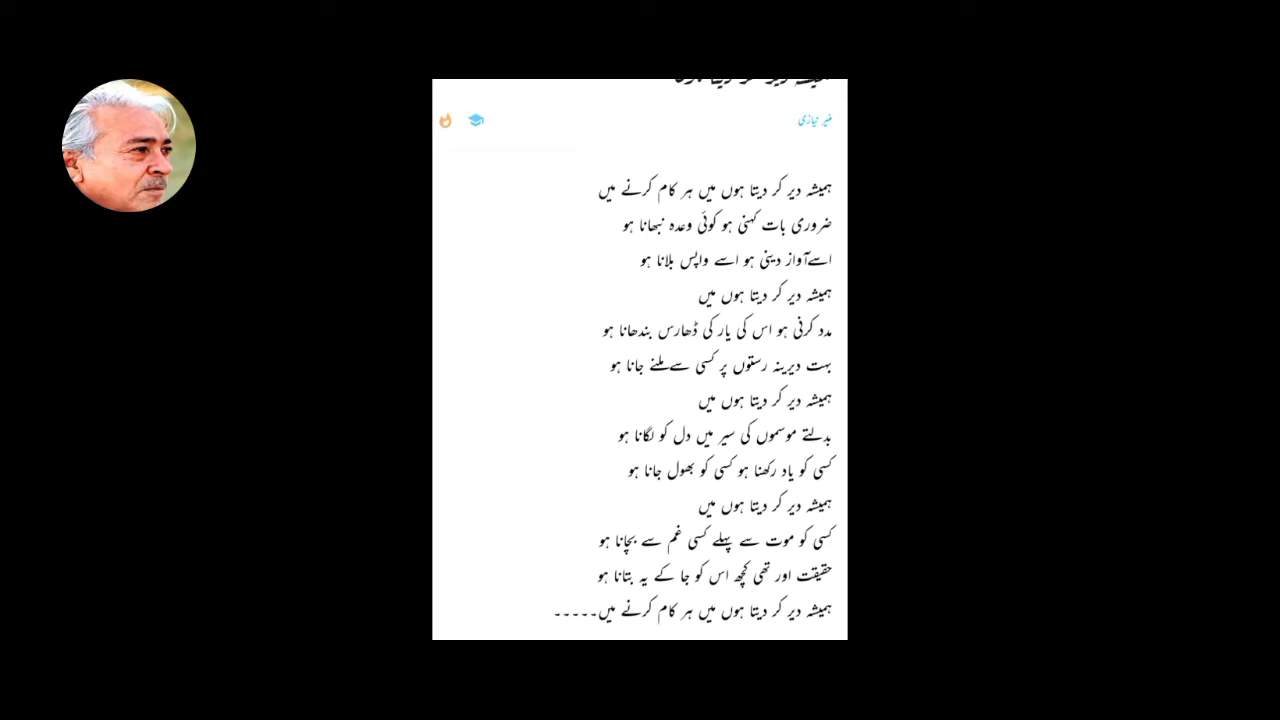 ہمیشہ دیر کر دیتا ہوں
منیر نیازی
ہمیشہ دیر کر دیتا ہوں میں ہر کام کرنے میں
ضروری بات کہنی ہو کوئی وعدہ نبھانا ہو
اسے آواز دینی ہو اسے واپس بلانا ہو
ہمیشہ دیر کر دیتا ہوں میں
مدد کرنی ہو اس کی یار کی ڈھارس بندھانا ہو
بہت دیرینہ رستوں پر کسی سے ملنے جانا ہو
ہمیشہ دیر کر دیتا ہوں میں
بدلتے موسموں کی سیر میں دل کو لگانا ہو
کسی کو یاد رکھنا ہو کسی کو بھول جانا ہو
ہمیشہ دیر کر دیتا ہوں میں
کسی کو موت سے پہلے کسی غم سے بچانا ہو
حقیقت اور تھی کچھ اس کو جا کے یہ بتانا ہو
ہمیشہ دیر کر دیتا ہوں میں ہر کام کرنے میں-----